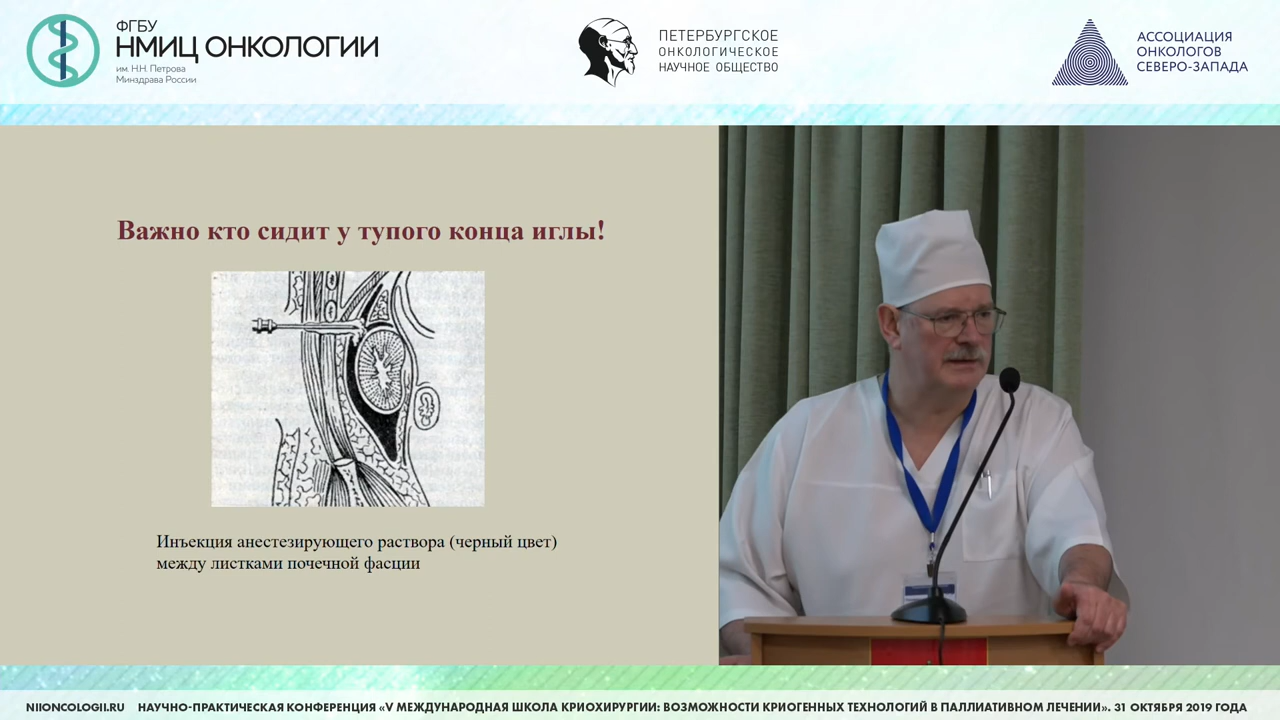 ФГБУ
НМИЦ ОНКОЛОГИИ
им. Н.Н. Петрова
Минздрава России
ПЕТЕРБУРГСКОЕ
ОНКОЛОГИЧЕСКОЕ
НАУЧНОЕ ОБЩЕСТВО
АССОЦИАЦИЯ
ОНКОЛОГОВ
СЕВЕРО-ЗАПАДА
Важно кто сидит у тупого конца иглы!
Инъекция анестезирующего раствора (черный цвет)
между листками почечной фасции
NIIONCOLOGII.RU НАУЧНО-ПРАКТИЧЕСКАЯ КОНФЕРЕНЦИЯ «V МЕЖДУНАРОДНАЯ ШКОЛА КРИОХИРУРГИИ: ВОЗМОЖНОСТИ КРИОГЕННЫХ ТЕХНОЛОГИЙ В ПАЛЛИАТИВНОМ ЛЕЧЕНИИ». 31 ОКТЯБРЯ 2019 ГОДА